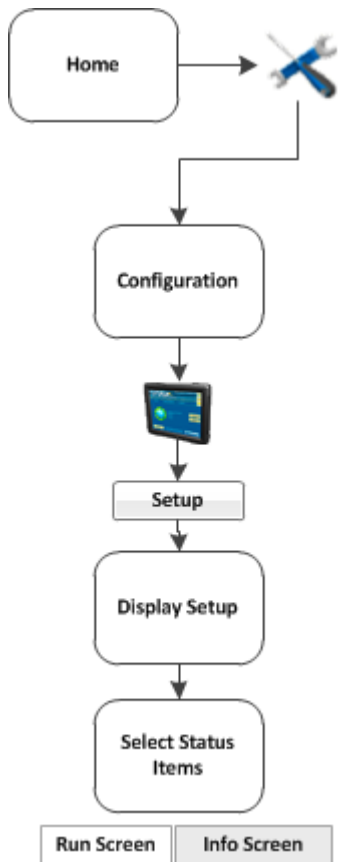 Home
Configuration
Setup
Display Setup
Select Status
Items
Run Screen Info Screen